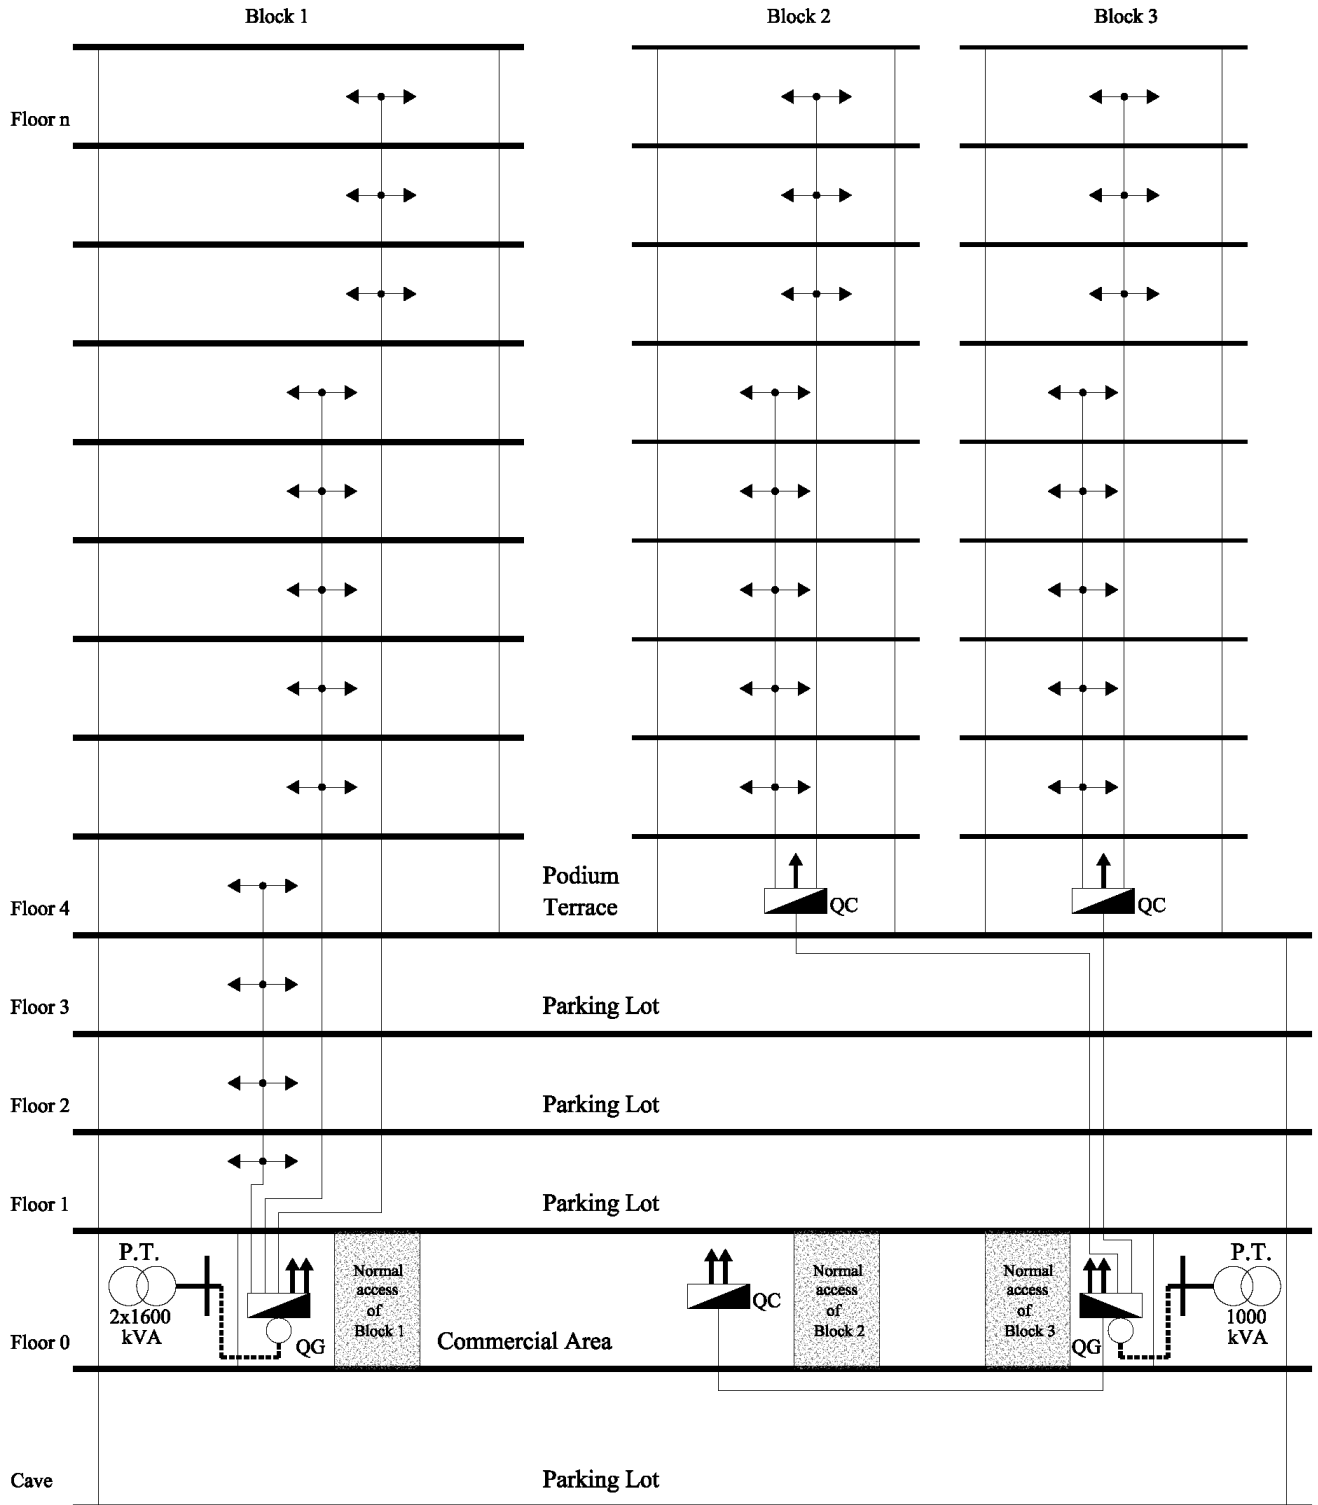 Block 1
Block 2
Block 3
Floor n
Podium
Terrace
QC
QC
Floor 4
Floor 3
Parking Lot
Floor 2
Parking Lot
Floor 1
Parking Lot
P.T.
2x1600
kVA
QG
Normal
access
of
Block 1
QC
Normal
access
of
Block 2
Normal
access
of
Block 3
QG
P.T.
1000
kVA
Floor 0
Commercial Area
Cave
Parking Lot